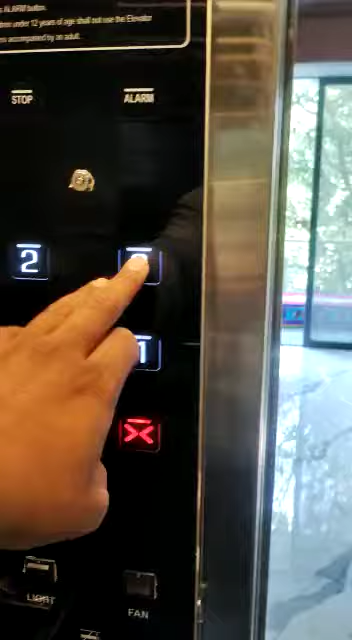 ALARM button.
under 12 years of age shall not use the Elevator
accompanied by an adult.
STOP
ALARM
2
1
LIGHT
FAN